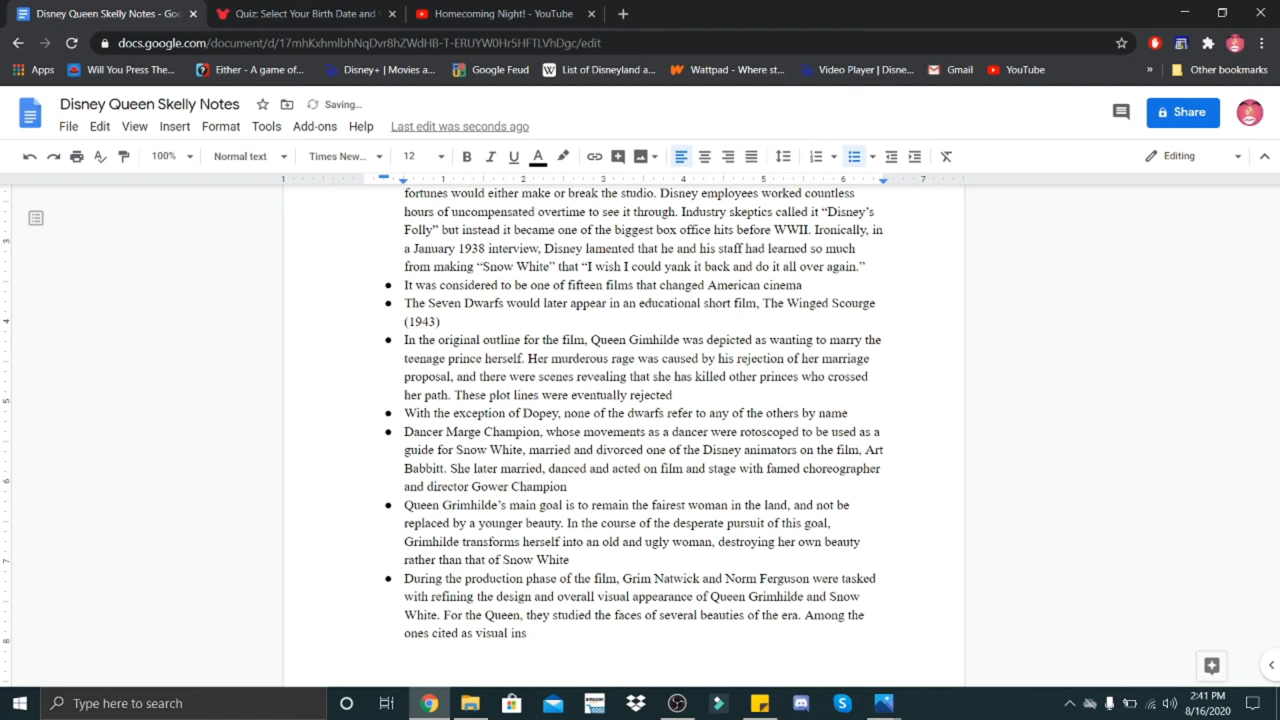 Disney Queen Skelly Notes - Goo
Quiz: Select Your Birth Date and
Homecoming Night! - YouTube
docs.google.com/document/d/17mhKxhmlbhNqDvr8hZWdHB-T-ERUYW0Hr5HFTLVhDgc/edit
Apps
Will You Press The...
Either - A game of...
Disney+ | Movies a...
Google Feud
List of Disneyland a...
Wattpad - Where st...
Video Player | Disne...
Gmail
YouTube
»
Other bookmarks
Disney Queen Skelly Notes
Saving...
Share
File Edit View Insert Format Tools Add-ons Help Last edit was seconds ago
100% Normal text Times New... 12 B I U A Editing
1 1 2 3 4 5 6 7
fortunes would either make or break the studio. Disney employees worked countless
hours of uncompensated overtime to see it through. Industry skeptics called it “Disney’s
Folly” but instead it became one of the biggest box office hits before WWII. Ironically, in
a January 1938 interview, Disney lamented that he and his staff had learned so much
from making “Snow White” that “I wish I could yank it back and do it all over again.”
● It was considered to be one of fifteen films that changed American cinema
● The Seven Dwarfs would later appear in an educational short film, The Winged Scourge
(1943)
● In the original outline for the film, Queen Gimhilde was depicted as wanting to marry the
teenage prince herself. Her murderous rage was caused by his rejection of her marriage
proposal, and there were scenes revealing that she has killed other princes who crossed
her path. These plot lines were eventually rejected
● With the exception of Dopey, none of the dwarfs refer to any of the others by name
● Dancer Marge Champion, whose movements as a dancer were rotoscoped to be used as a
guide for Snow White, married and divorced one of the Disney animators on the film, Art
Babbitt. She later married, danced and acted on film and stage with famed choreographer
and director Gower Champion
● Queen Grimhilde’s main goal is to remain the fairest woman in the land, and not be
replaced by a younger beauty. In the course of the desperate pursuit of this goal,
Grimhilde transforms herself into an old and ugly woman, destroying her own beauty
rather than that of Snow White
● During the production phase of the film, Grim Natwick and Norm Ferguson were tasked
with refining the design and overall visual appearance of Queen Grimhilde and Snow
White. For the Queen, they studied the faces of several beauties of the era. Among the
ones cited as visual ins
3
4
5
6
7
8
Type here to search
2:41 PM
8/16/2020